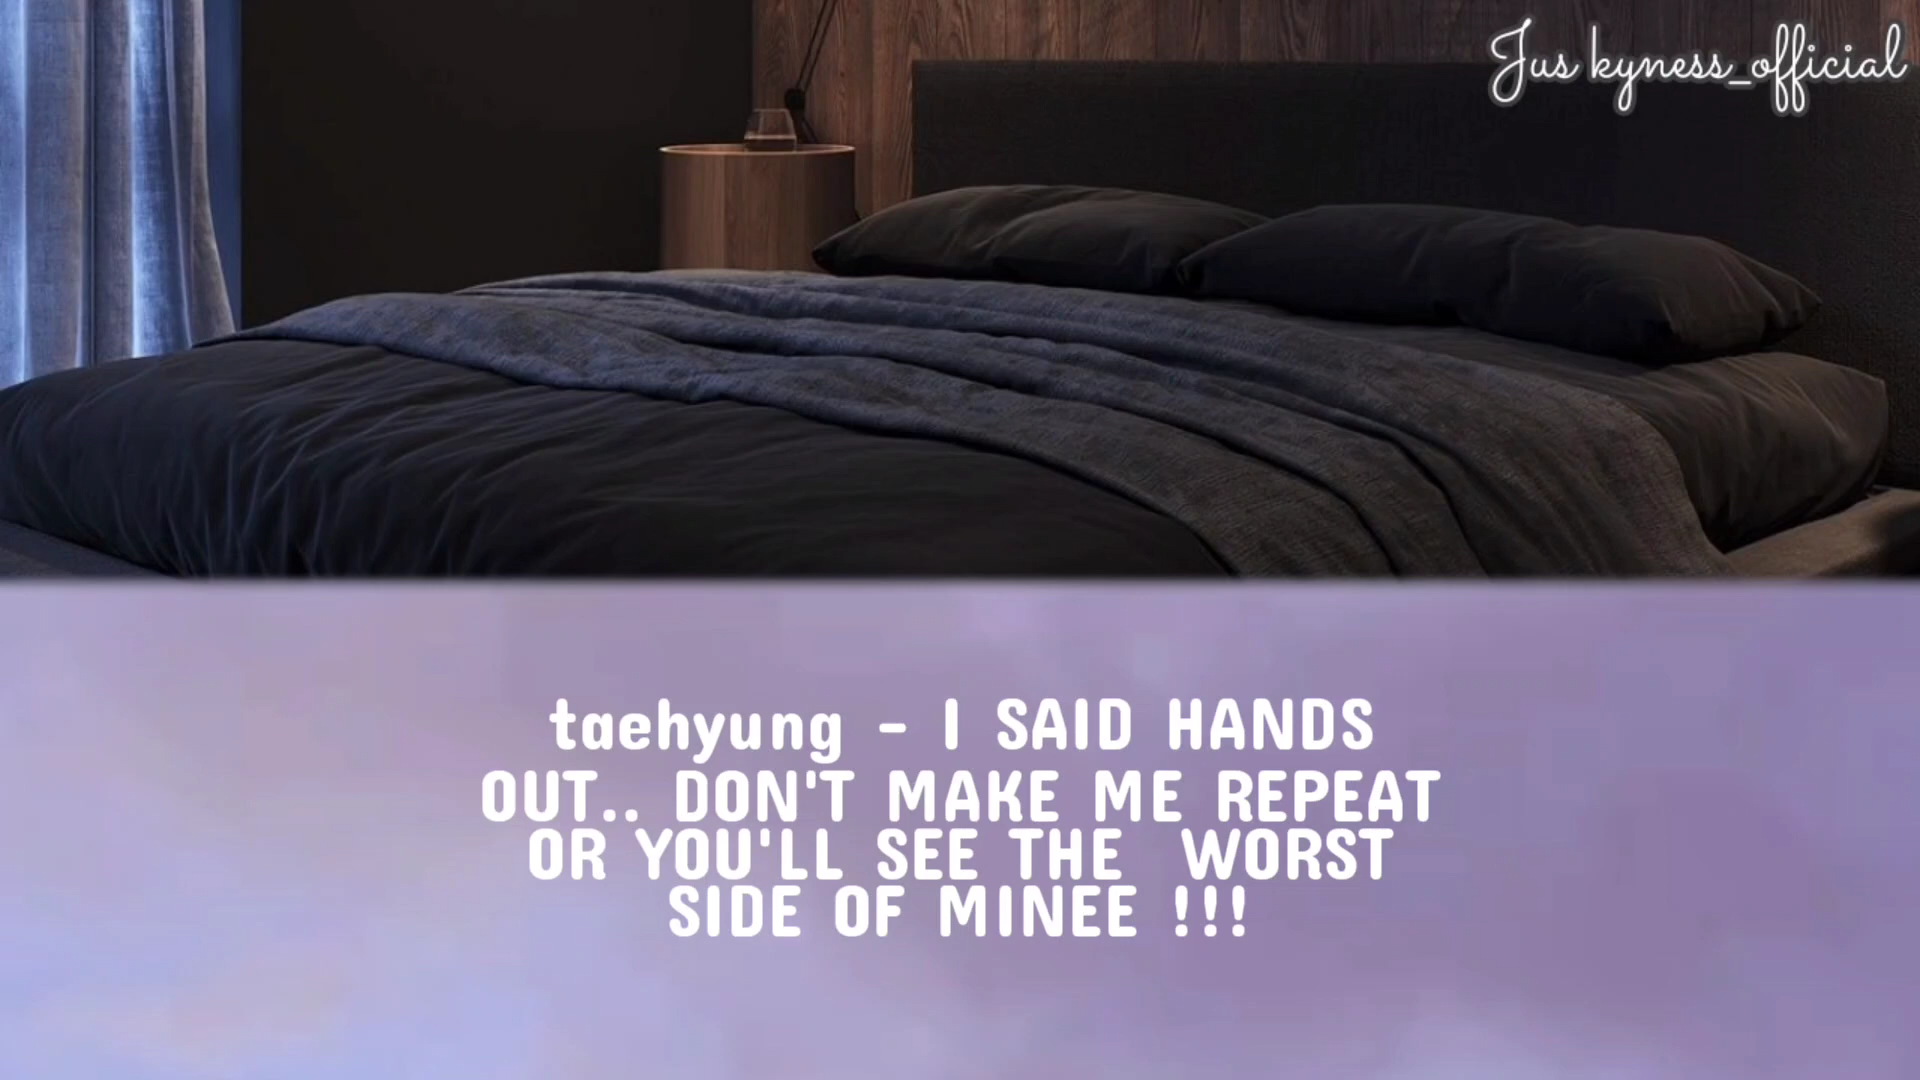 Jus kyness_official
taehyung - I SAID HANDS
OUT.. DON'T MAKE ME REPEAT
OR YOU'LL SEE THE WORST
SIDE OF MINEE !!!